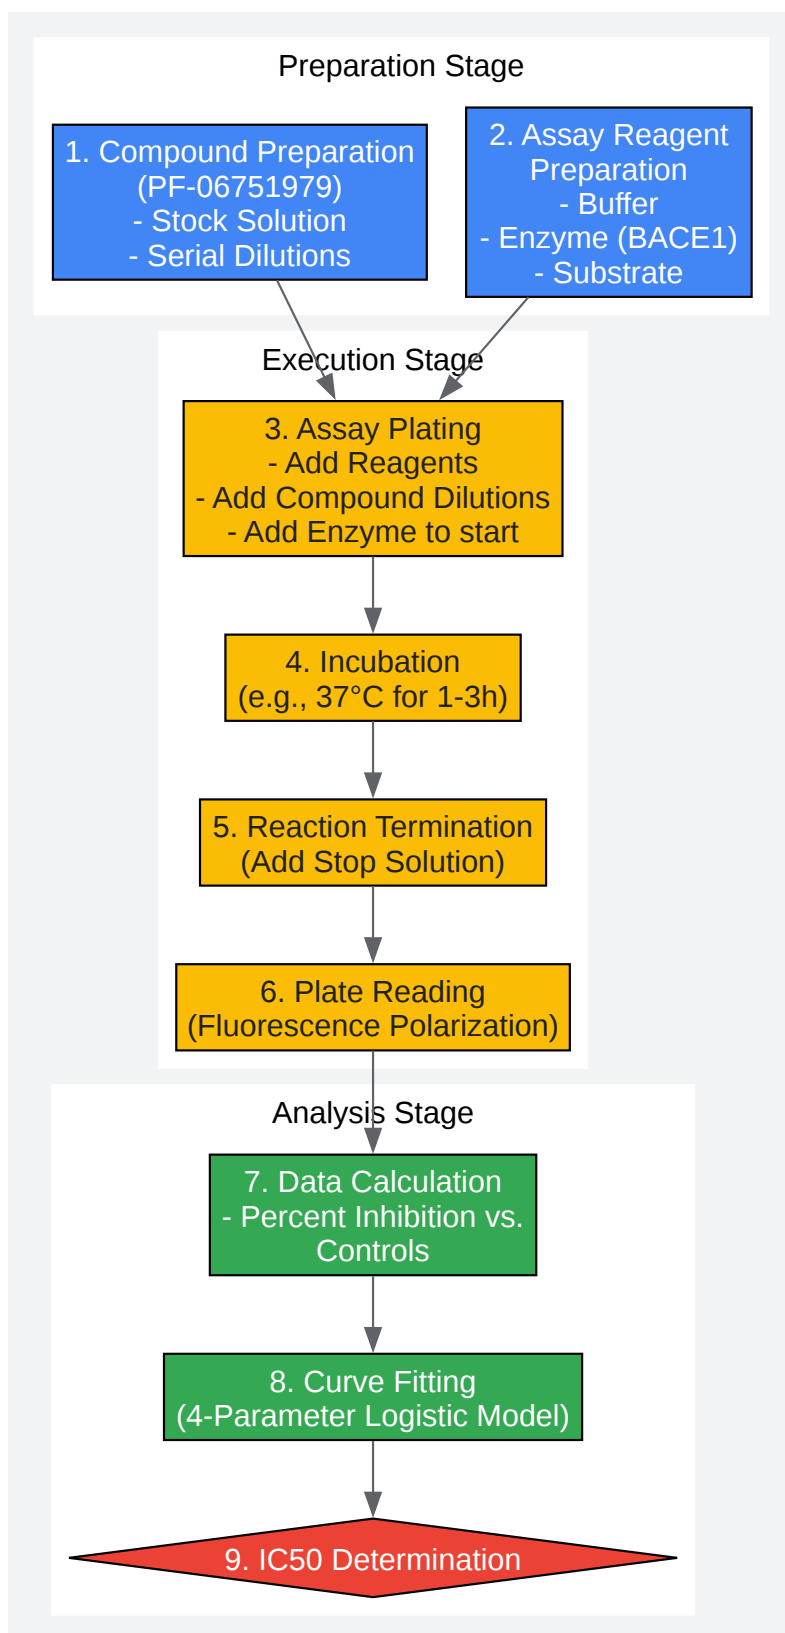 Preparation Stage
1. Compound Preparation
(PF-06751979)
- Stock Solution
- Serial Dilutions
2. Assay Reagent
Preparation
- Buffer
- Enzyme (BACE1)
- Substrate
Execution Stage
3. Assay Plating
- Add Reagents
- Add Compound Dilutions
- Add Enzyme to start
4. Incubation
(e.g., 37°C for 1-3h)
5. Reaction Termination
(Add Stop Solution)
6. Plate Reading
(Fluorescence Polarization)
Analysis Stage
7. Data Calculation
- Percent Inhibition vs.
Controls
8. Curve Fitting
(4-Parameter Logistic Model)
9. IC50 Determination